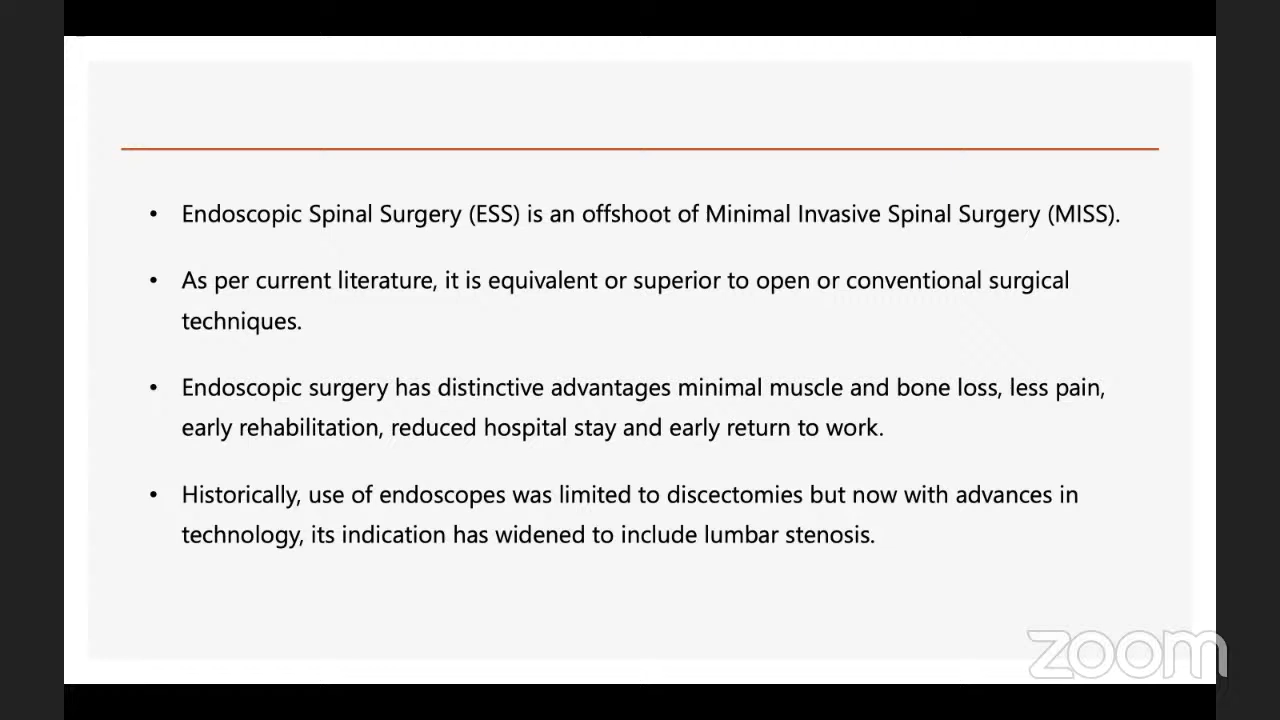 • Endoscopic Spinal Surgery (ESS) is an offshoot of Minimal Invasive Spinal Surgery (MISS).
• As per current literature, it is equivalent or superior to open or conventional surgical
techniques.
• Endoscopic surgery has distinctive advantages minimal muscle and bone loss, less pain,
early rehabilitation, reduced hospital stay and early return to work.
• Historically, use of endoscopes was limited to discectomies but now with advances in
technology, its indication has widened to include lumbar stenosis.
zoom